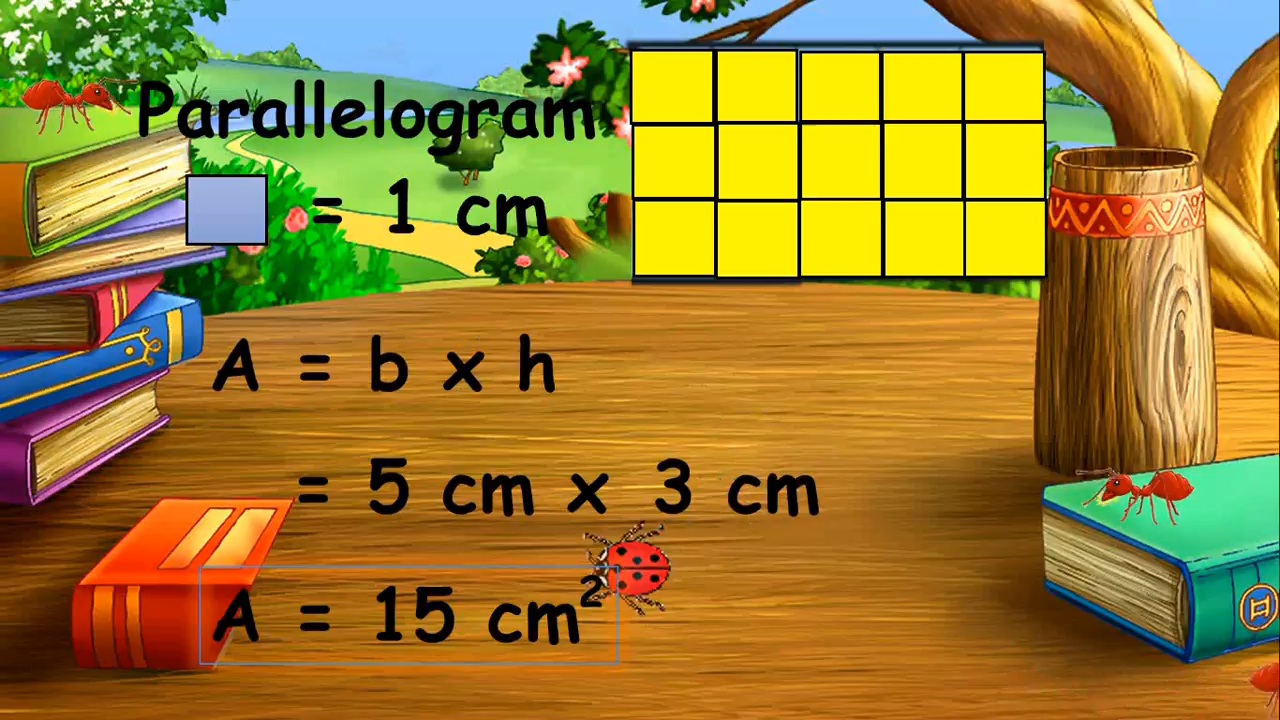 Parallelogram
= 1 cm
A = b x h
= 5 cm x 3 cm
A = 15 cm²